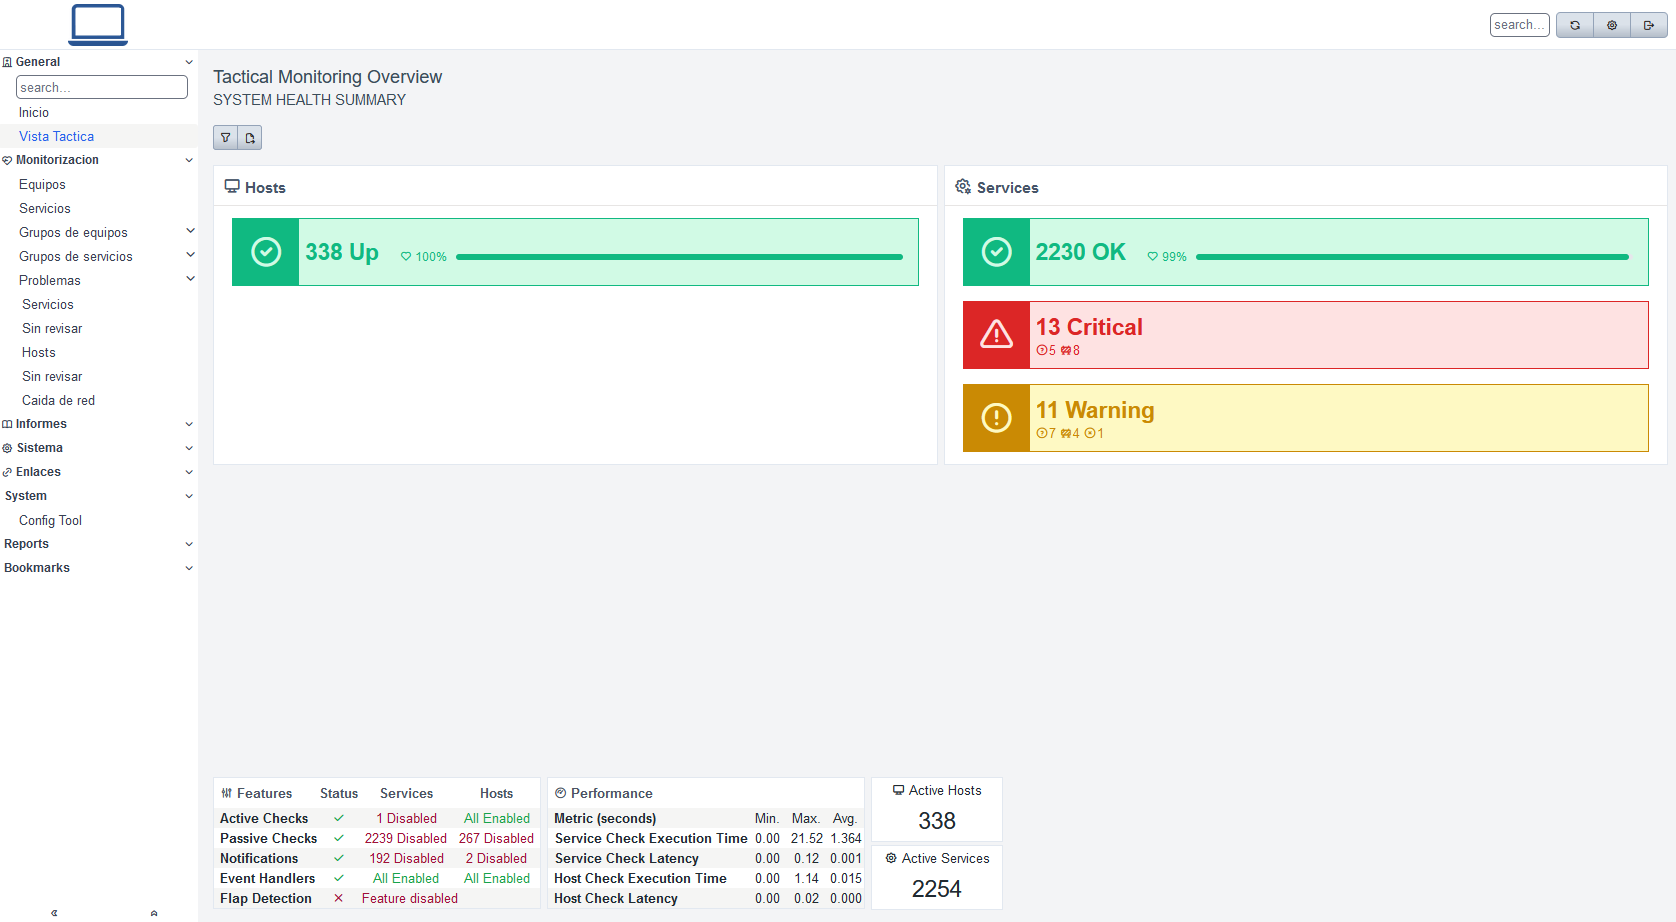 search...
General
search...
Inicio
Vista Tactica
Monitorizacion
Equipos
Servicios
Grupos de equipos
Grupos de servicios
Problemas
Servicios
Sin revisar
Hosts
Sin revisar
Caida de red
Informes
Sistema
Enlaces
System
Config Tool
Reports
Bookmarks
Tactical Monitoring Overview
SYSTEM HEALTH SUMMARY
Hosts
338 Up 100%
Services
2230 OK 99%
13 Critical
5 8
11 Warning
7 4 1
Features Status Services Hosts
Active Checks 1 Disabled All Enabled
Passive Checks 2239 Disabled 267 Disabled
Notifications 192 Disabled 2 Disabled
Event Handlers All Enabled All Enabled
Flap Detection Feature disabled
Performance
Metric (seconds) Min. Max. Avg.
Service Check Execution Time 0.00 21.52 1.364
Service Check Latency 0.00 0.12 0.001
Host Check Execution Time 0.00 1.14 0.015
Host Check Latency 0.00 0.02 0.000
Active Hosts
338
Active Services
2254